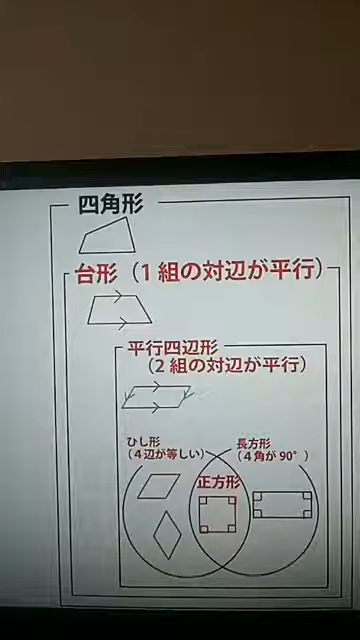 四角形
台形（1組の対辺が平行）
平行四辺形
（2組の対辺が平行）
ひし形
（4辺が等しい）
長方形
（4角が90°）
正方形